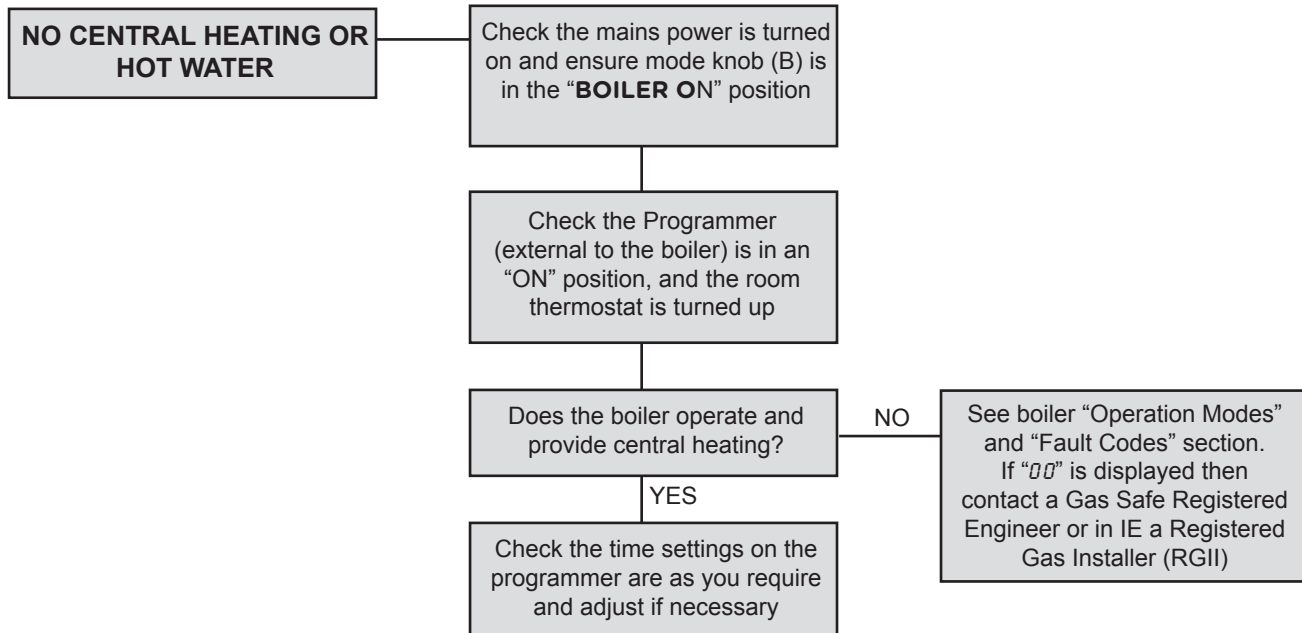 NO CENTRAL HEATING OR
HOT WATER
Check the mains power is turned
on and ensure mode knob (B) is
in the “BOILER ON” position
Check the Programmer
(external to the boiler) is in an
“ON” position, and the room
thermostat is turned up
Does the boiler operate and
provide central heating?
NO
See boiler “Operation Modes”
and “Fault Codes” section.
If “00” is displayed then
contact a Gas Safe Registered
Engineer or in IE a Registered
Gas Installer (RGII)
YES
Check the time settings on the
programmer are as you require
and adjust if necessary